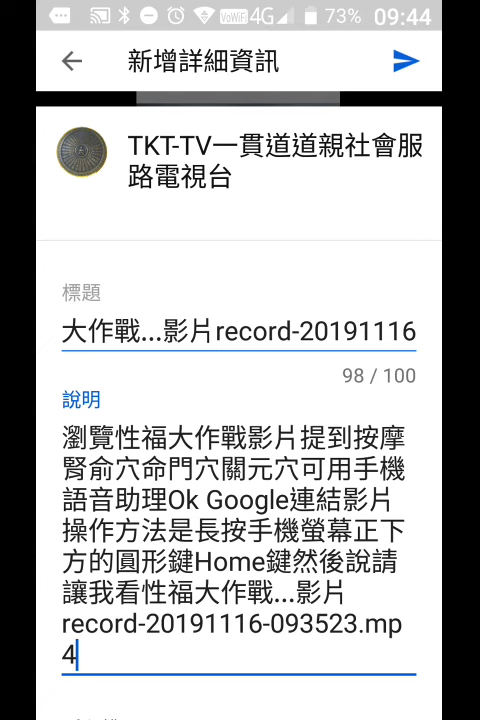 VoWiFi 4G 73% 09:44
新增詳細資訊
TKT-TV一貫道道親社會服
路電視台
標題
大作戰...影片record-20191116
98 / 100
說明
瀏覽性福大作戰影片提到按摩
腎俞穴命門穴關元穴可用手機
語音助理Ok Google連結影片
操作方法是長按手機螢幕正下
方的圓形鍵Home鍵然後說請
讓我看性福大作戰...影片
record-20191116-093523.mp
4